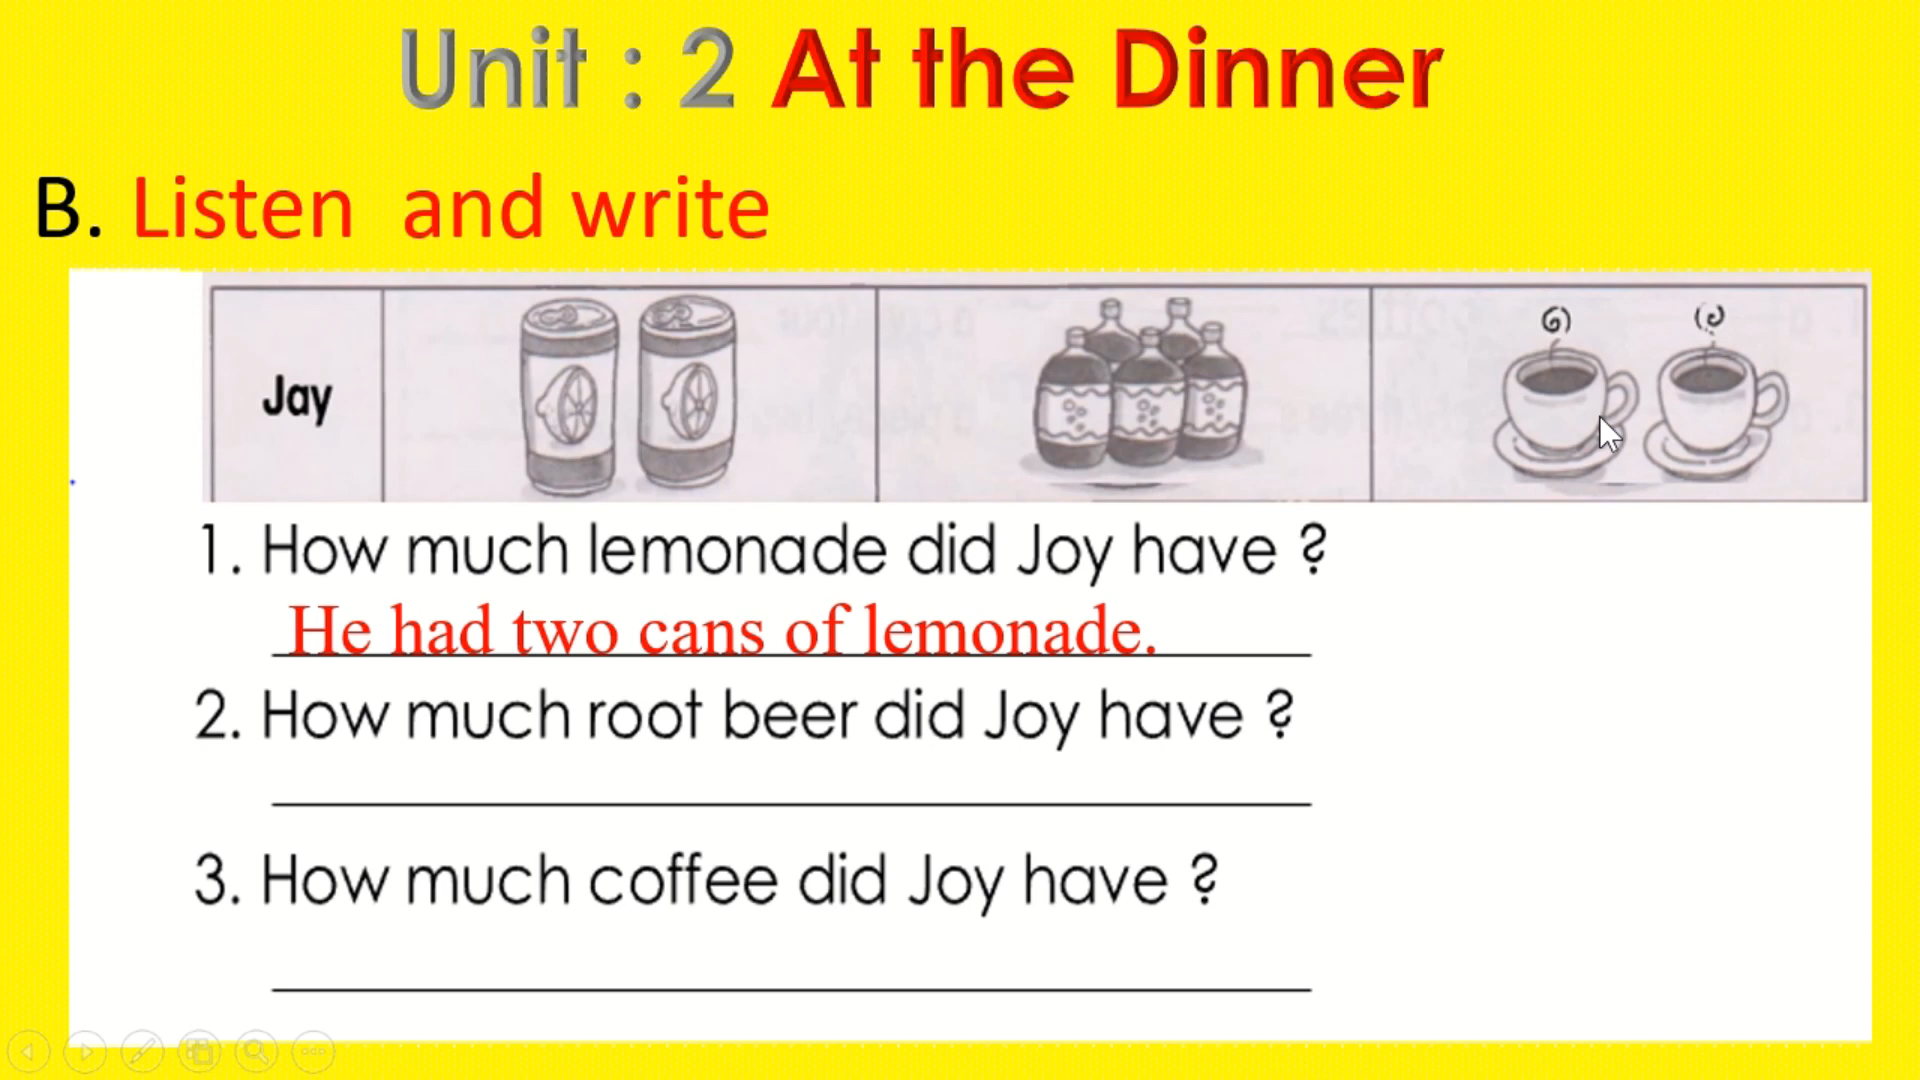 Unit : 2 At the Dinner
B. Listen and write
Jay
1. How much lemonade did Joy have ?
He had two cans of lemonade.
2. How much root beer did Joy have ?
3. How much coffee did Joy have ?